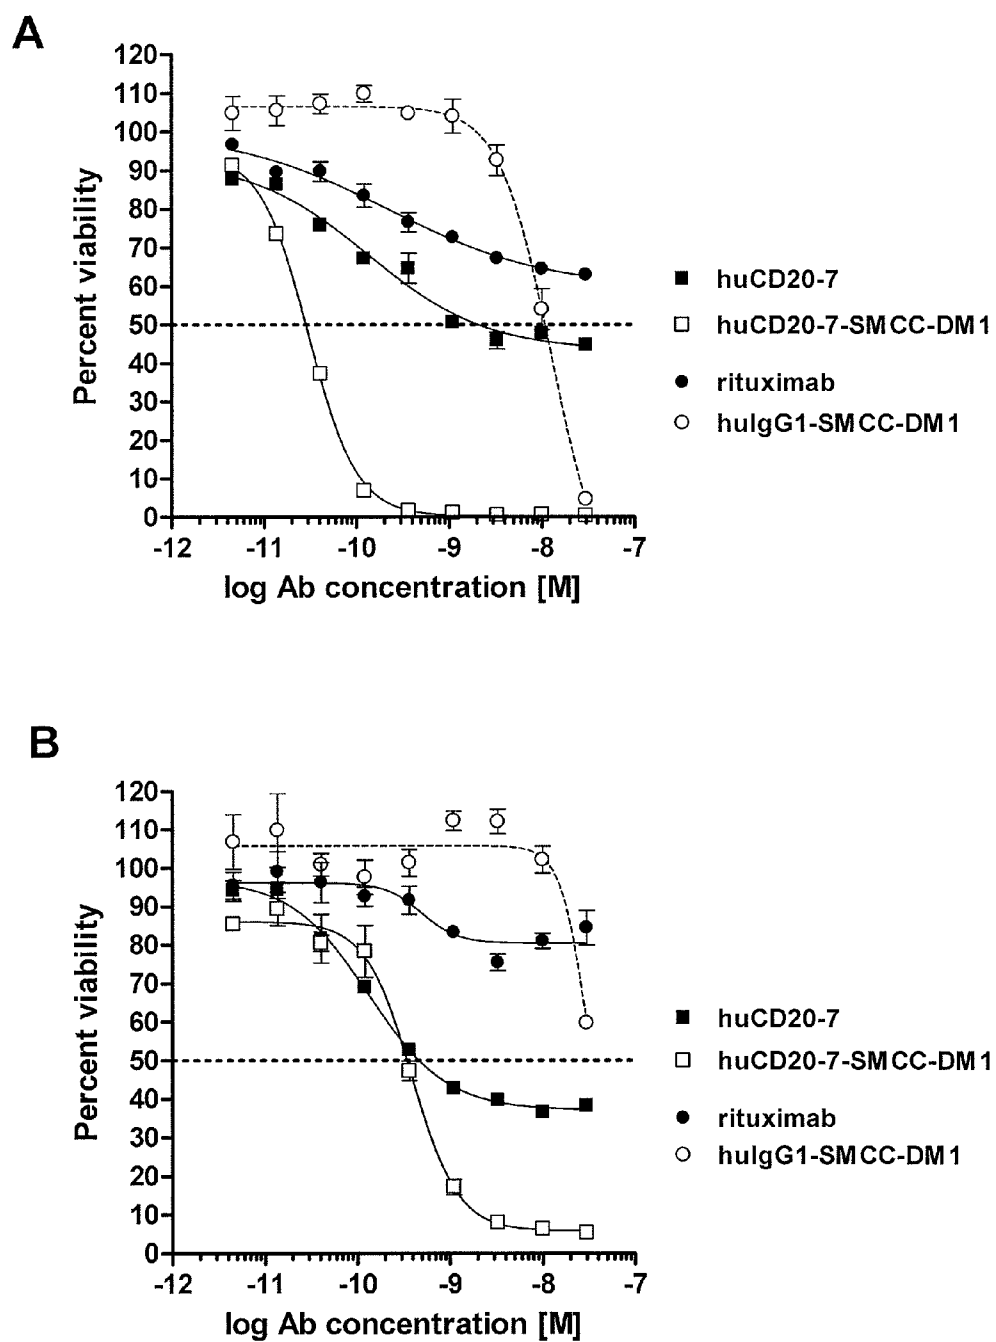 A
120
110
100
90
80
70
60
50
40
30
20
10
0
Percent viability
-12 -11 -10 -9 -8 -7
log Ab concentration [M]
huCD20-7
huCD20-7-SMCC-DM1
rituximab
huIgG1-SMCC-DM1
B
120
110
100
90
80
70
60
50
40
30
20
10
0
Percent viability
-12 -11 -10 -9 -8 -7
log Ab concentration [M]
huCD20-7
huCD20-7-SMCC-DM1
rituximab
huIgG1-SMCC-DM1